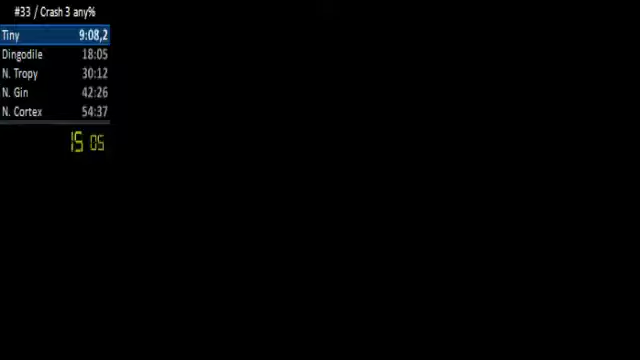 #33 / Crash 3 any%
Tiny 9:08,2
Dingodile 18:05
N. Tropy 30:12
N. Gin 42:26
N. Cortex 54:37
15 05